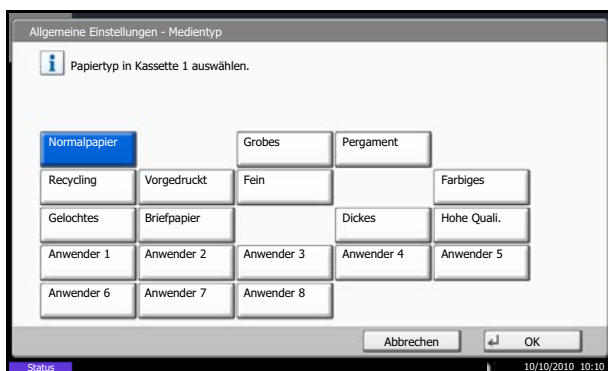 Allgemeine Einstellungen - Medientyp
Papiertyp in Kassette 1 auswählen.
Normalpapier Grobes Pergament
Recycling Vorgedruckt Fein Farbiges
Gelochtes Briefpapier Dickes Hohe Quali.
Anwender 1 Anwender 2 Anwender 3 Anwender 4 Anwender 5
Anwender 6 Anwender 7 Anwender 8
Abbrechen OK
Status 10/10/2010 10:10